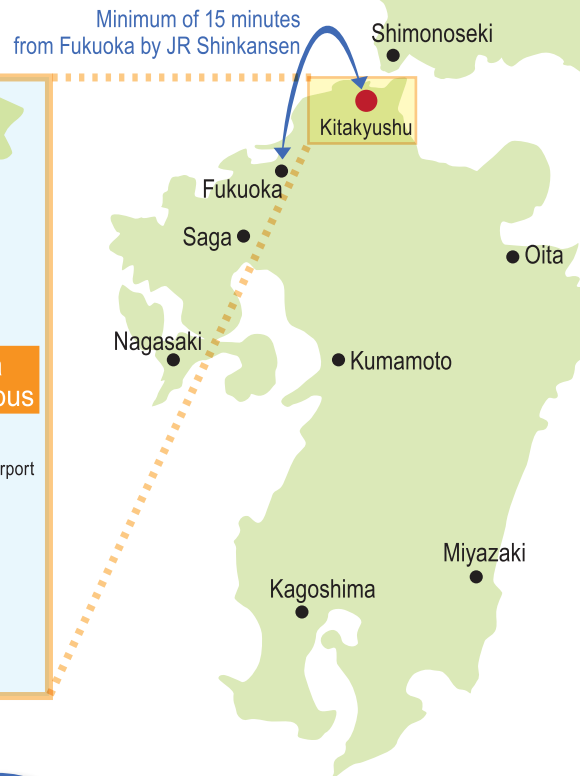 Minimum of 15 minutes
from Fukuoka by JR Shinkansen
Shimonoseki
Kitakyushu
Fukuoka
Saga
Oita
Nagasaki
Kumamoto
Miyazaki
Kagoshima